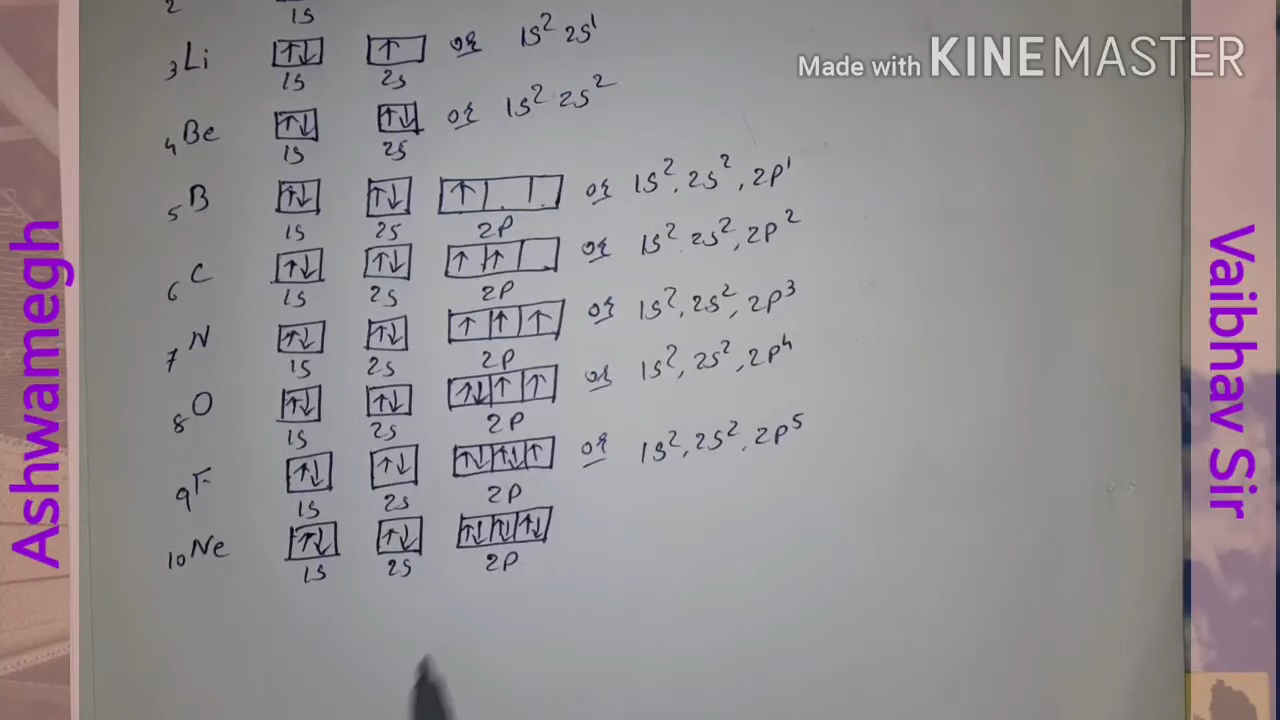 Made with KINEMASTER
Ashwamegh
Vaibhav Sir
2
1s
3Li ↑↓ ↑ or 1s² 2s¹
1s 2s
4Be ↑↓ ↑↓ or 1s² 2s²
1s 2s
5B ↑↓ ↑↓ ↑ or 1s², 2s², 2p¹
1s 2s 2p
6C ↑↓ ↑↓ ↑ ↑ or 1s² 2s², 2p²
1s 2s 2p
7N ↑↓ ↑↓ ↑ ↑ ↑ or 1s², 2s², 2p³
1s 2s 2p
8O ↑↓ ↑↓ ↑↓ ↑ ↑ or 1s², 2s², 2p⁴
1s 2s 2p
9F ↑↓ ↑↓ ↑↓ ↑↓ ↑ or 1s², 2s², 2p⁵
1s 2s 2p
10Ne ↑↓ ↑↓ ↑↓ ↑↓ ↑↓
1s 2s 2p